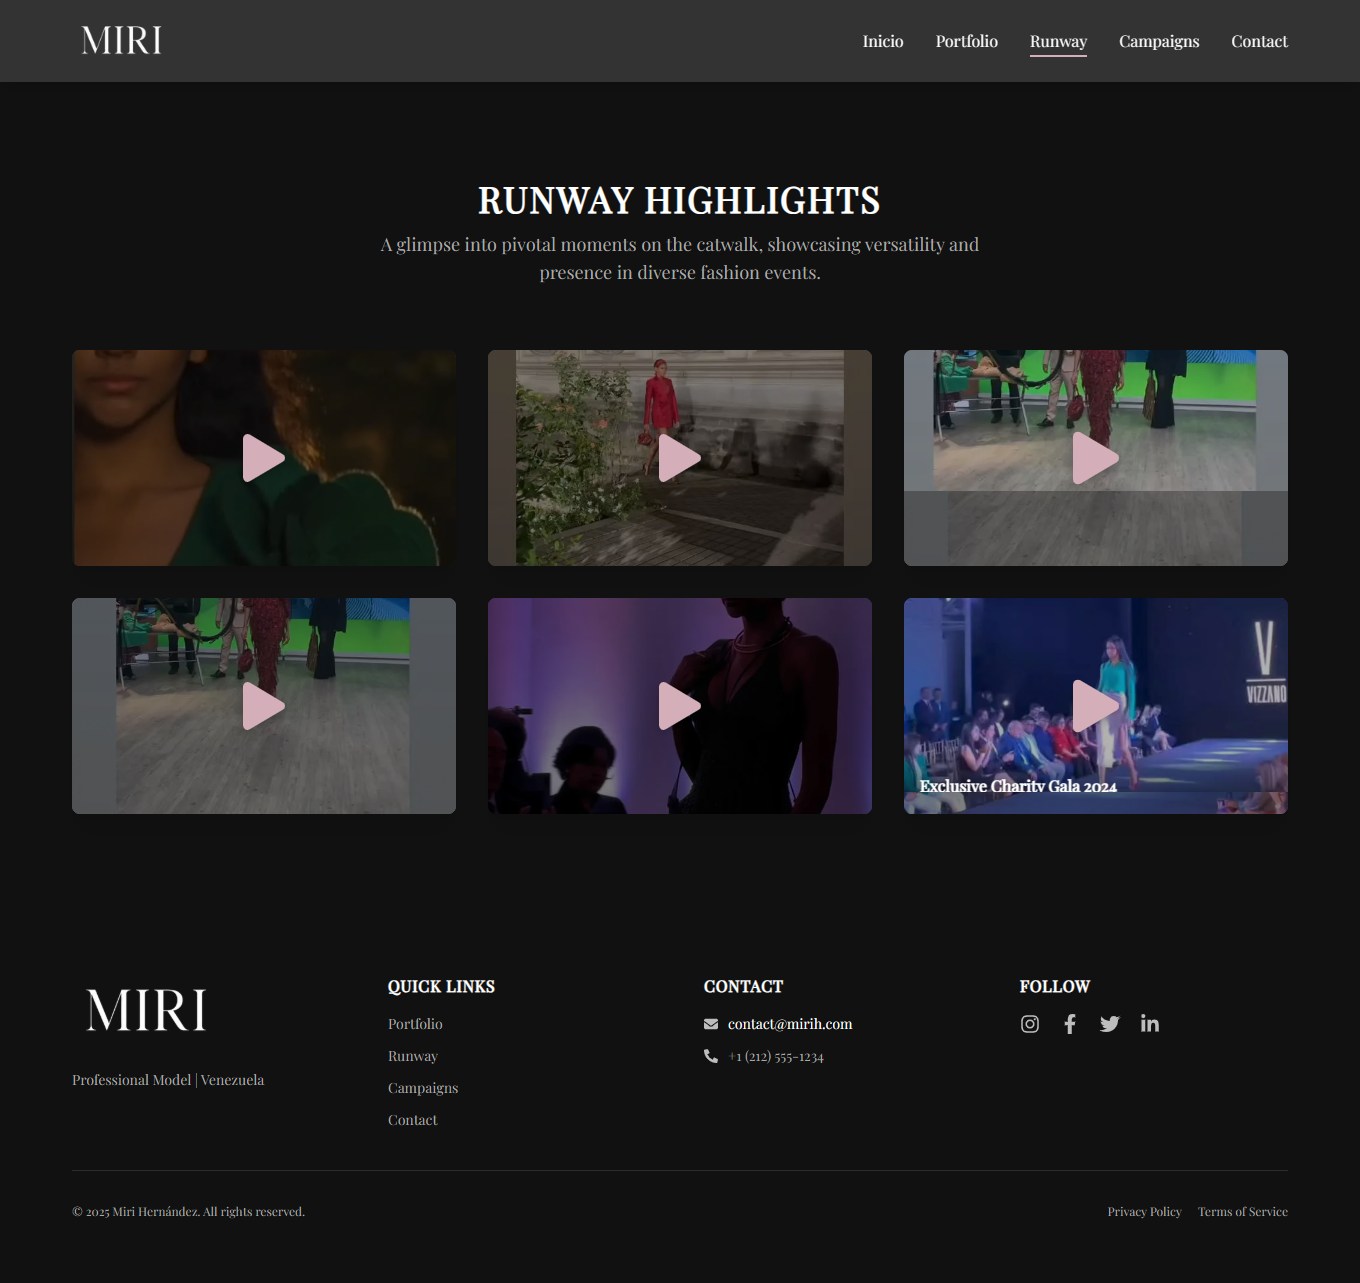 MIRI
Inicio Portfolio Runway Campaigns Contact
RUNWAY HIGHLIGHTS
A glimpse into pivotal moments on the catwalk, showcasing versatility and
presence in diverse fashion events.
V
VIZZANO
Exclusive Charity Gala 2024
MIRI
Professional Model | Venezuela
QUICK LINKS
Portfolio
Runway
Campaigns
Contact
CONTACT
contact@mirih.com
+1 (212) 555-1234
FOLLOW
© 2025 Miri Hernández. All rights reserved.
Privacy Policy Terms of Service